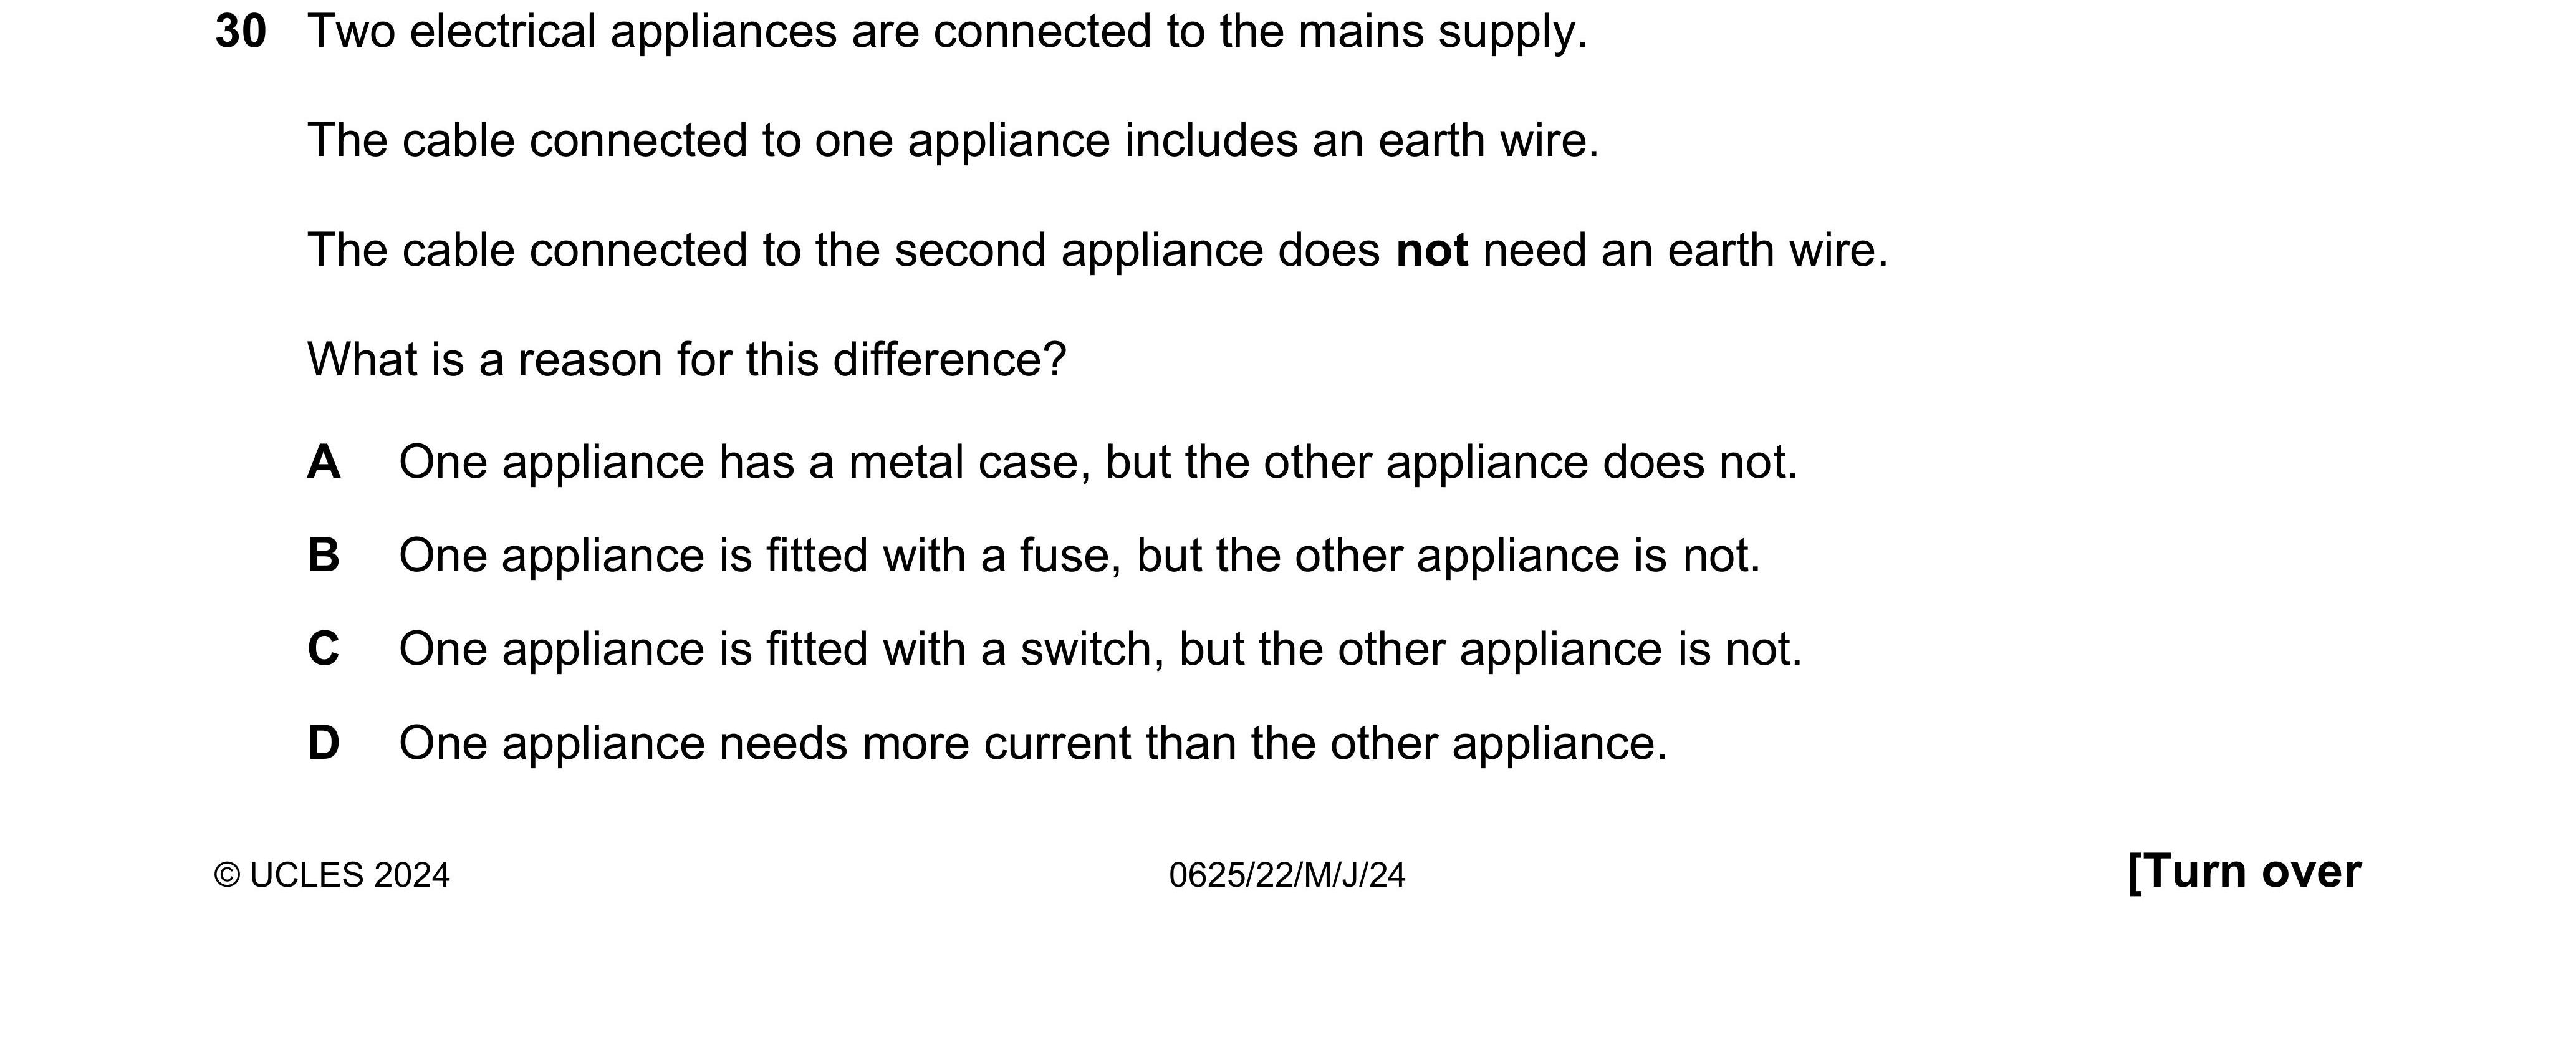 30 Two electrical appliances are connected to the mains supply.
The cable connected to one appliance includes an earth wire.
The cable connected to the second appliance does not need an earth wire.
What is a reason for this difference?
A One appliance has a metal case, but the other appliance does not.
B One appliance is fitted with a fuse, but the other appliance is not.
C One appliance is fitted with a switch, but the other appliance is not.
D One appliance needs more current than the other appliance.
© UCLES 2024 0625/22/M/J/24 [Turn over